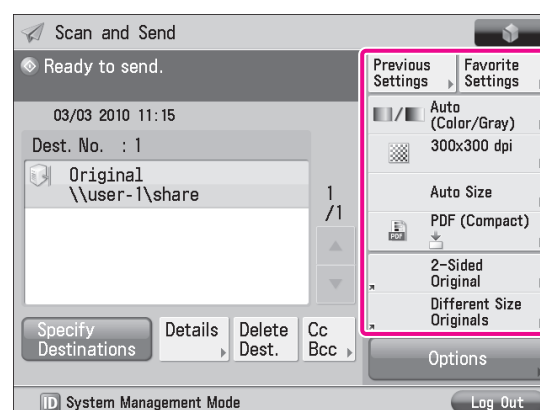 Scan and Send
Ready to send.
03/03 2010 11:15
Dest. No. : 1
Original
\\user-1\share
1
/1
Specify
Destinations
Details
Delete
Dest.
Cc
Bcc
Previous
Settings
Favorite
Settings
Auto
(Color/Gray)
300x300 dpi
Auto Size
PDF (Compact)
PDF
2-Sided
Original
Different Size
Originals
Options
ID System Management Mode
Log Out